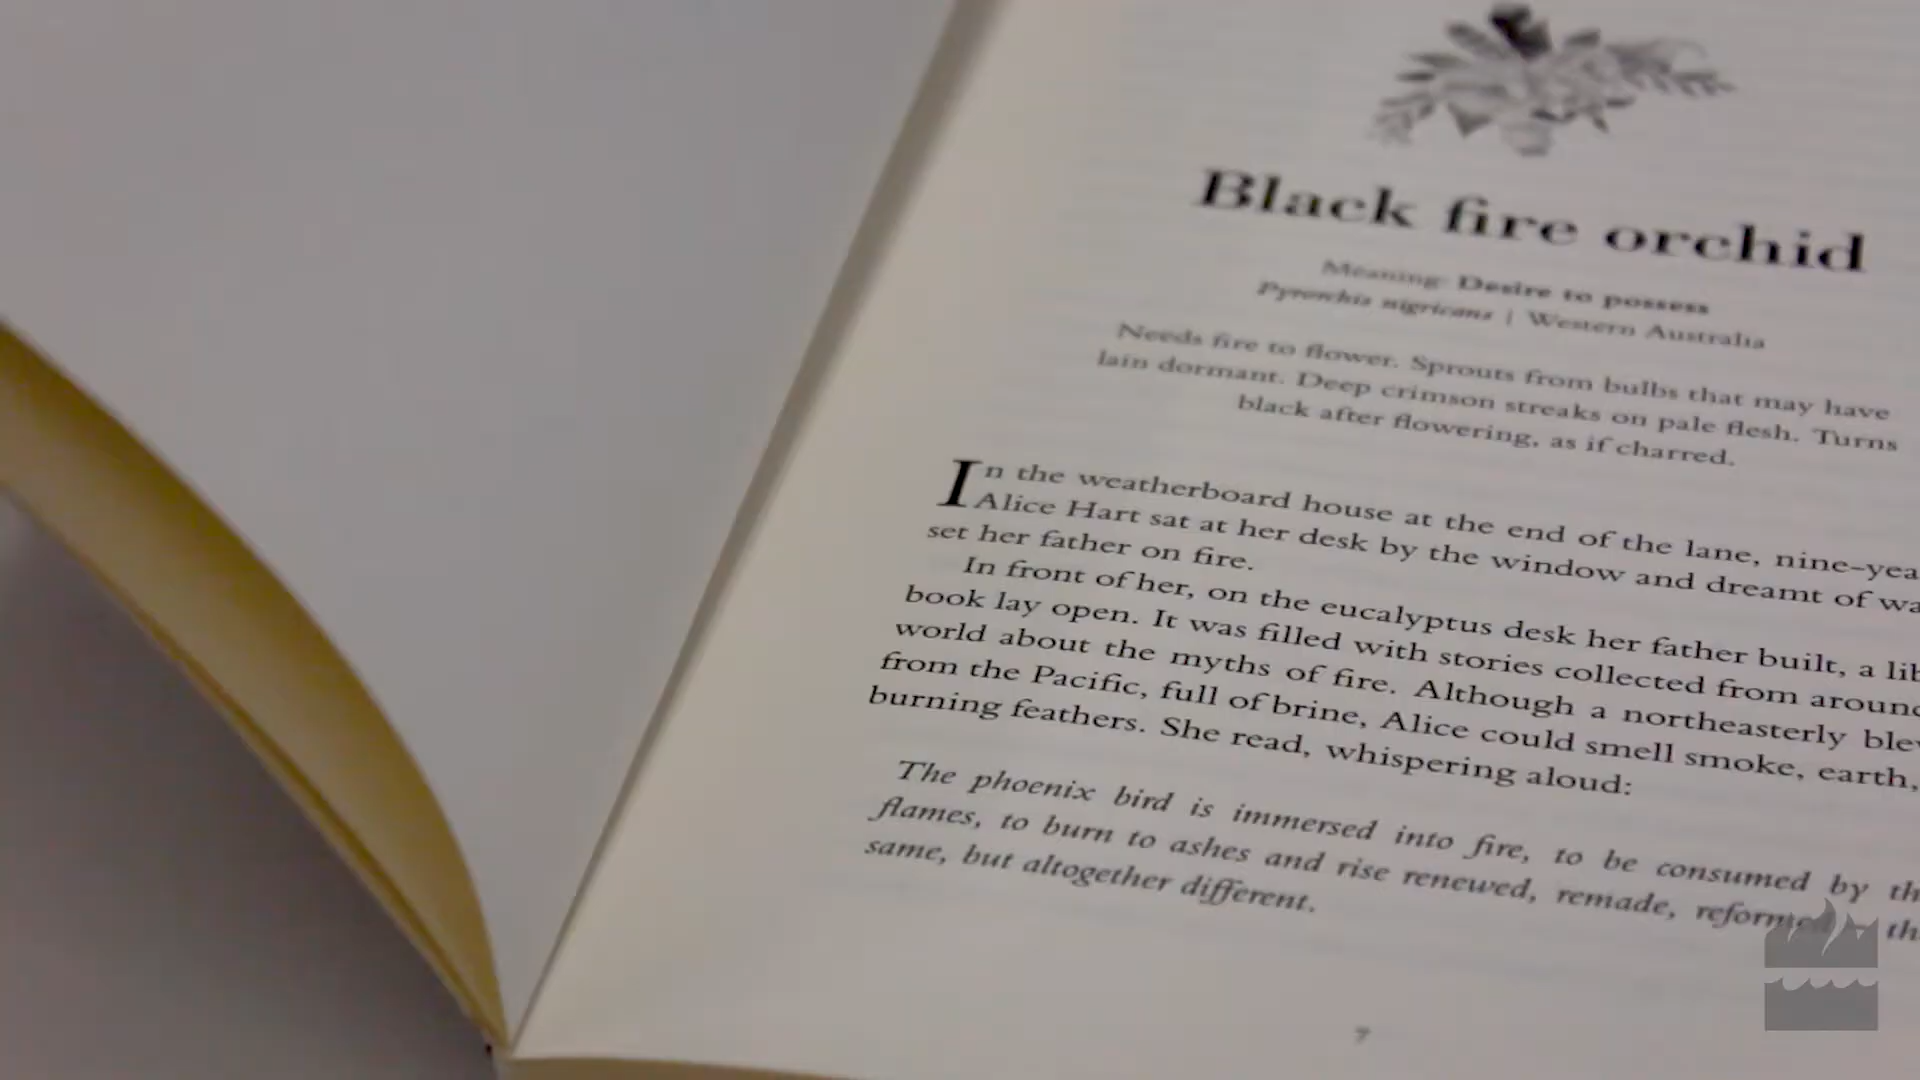 Black fire orchid
Meaning: Desire to possess
Pyrorchis nigricans | Western Australia
Needs fire to flower. Sprouts from bulbs that may have
lain dormant. Deep crimson streaks on pale flesh. Turns
black after flowering, as if charred.
In the weatherboard house at the end of the lane, nine-yea
Alice Hart sat at her desk by the window and dreamt of wa
set her father on fire.
In front of her, on the eucalyptus desk her father built, a lib
book lay open. It was filled with stories collected from around
world about the myths of fire. Although a northeasterly blew
from the Pacific, full of brine, Alice could smell smoke, earth,
burning feathers. She read, whispering aloud:
The phoenix bird is immersed into fire, to be consumed by th
flames, to burn to ashes and rise renewed, remade, reformed – th
same, but altogether different.
7